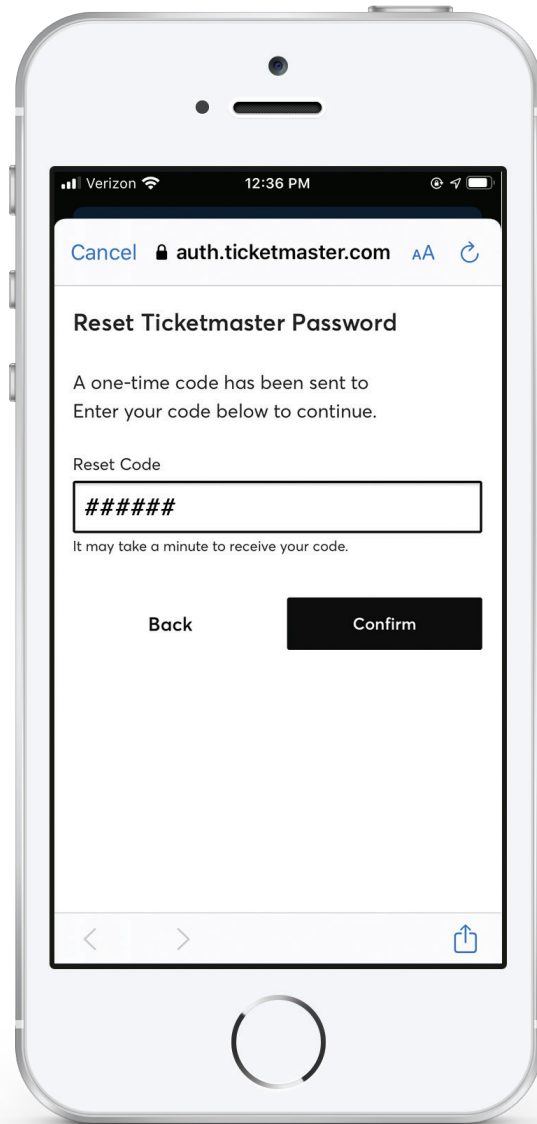 Verizon 12:36 PM
Cancel auth.ticketmaster.com AA
Reset Ticketmaster Password
A one-time code has been sent to
Enter your code below to continue.
Reset Code
######
It may take a minute to receive your code.
Back Confirm